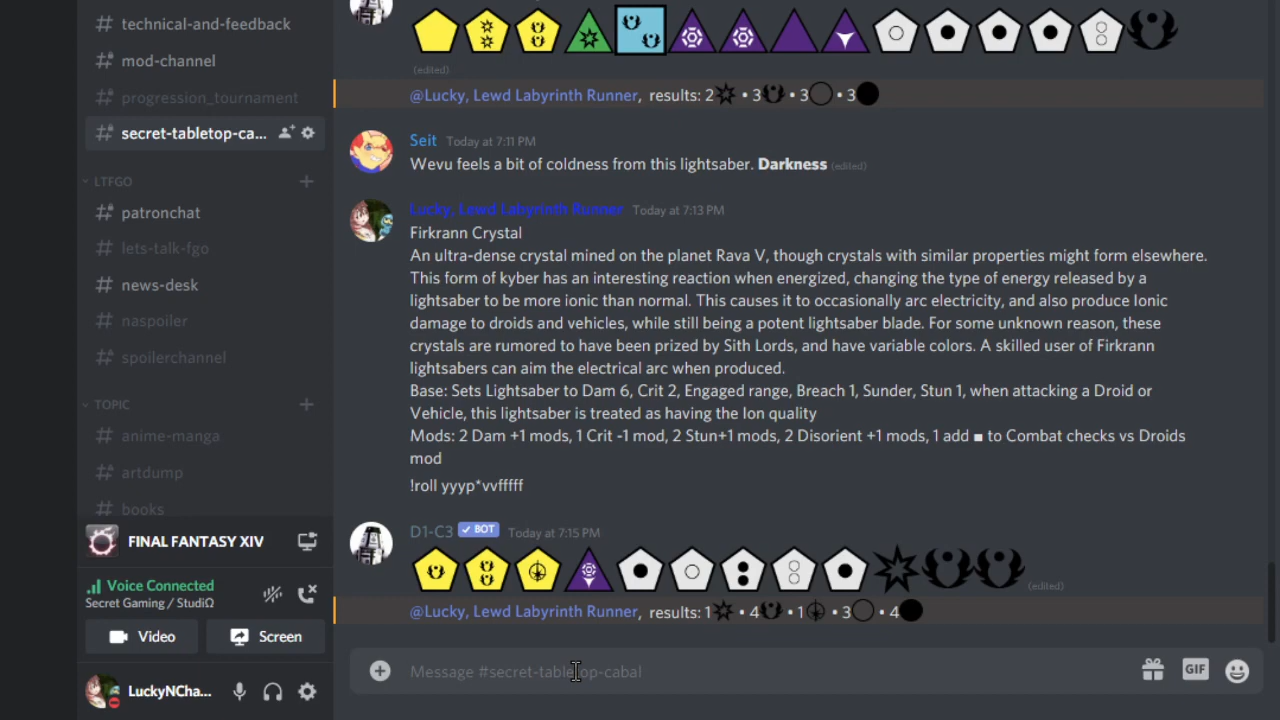 technical-and-feedback
mod-channel
progression_tournament
secret-tabletop-ca...
LTFGO
patronchat
lets-talk-fgo
news-desk
naspoiler
spoilerchannel
TOPIC
anime-manga
artdump
books
FINAL FANTASY XIV
Voice Connected
Secret Gaming / StudiΩ
Video
Screen
LuckyNCha...
(edited)
@Lucky, Lewd Labyrinth Runner, results: 2 • 3 • 3 • 3
Seit Today at 7:11 PM
Wevu feels a bit of coldness from this lightsaber. Darkness (edited)
Lucky, Lewd Labyrinth Runner Today at 7:13 PM
Firkrann Crystal
An ultra-dense crystal mined on the planet Rava V, though crystals with similar properties might form elsewhere.
This form of kyber has an interesting reaction when energized, changing the type of energy released by a
lightsaber to be more ionic than normal. This causes it to occasionally arc electricity, and also produce Ionic
damage to droids and vehicles, while still being a potent lightsaber blade. For some unknown reason, these
crystals are rumored to have been prized by Sith Lords, and have variable colors. A skilled user of Firkrann
lightsabers can aim the electrical arc when produced.
Base: Sets Lightsaber to Dam 6, Crit 2, Engaged range, Breach 1, Sunder, Stun 1, when attacking a Droid or
Vehicle, this lightsaber is treated as having the Ion quality
Mods: 2 Dam +1 mods, 1 Crit -1 mod, 2 Stun+1 mods, 2 Disorient +1 mods, 1 add ■ to Combat checks vs Droids
mod
!roll yyyp*vvfffff
D1-C3 ✓ BOT Today at 7:15 PM
(edited)
@Lucky, Lewd Labyrinth Runner, results: 1 • 4 • 1 • 3 • 4
Message #secret-tabletop-cabal
GIF